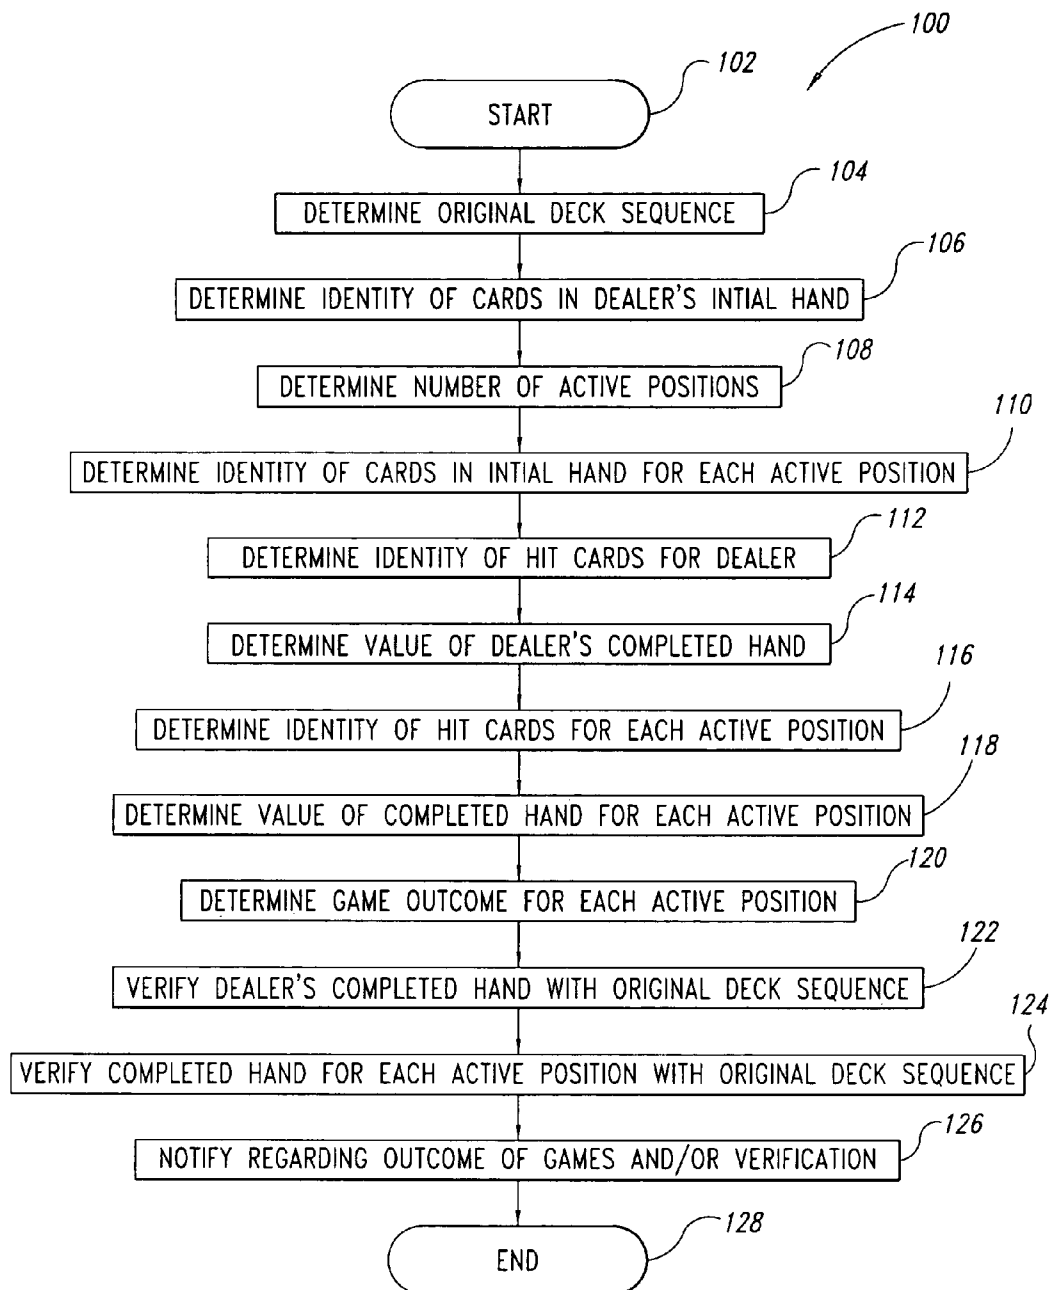 100
102
START
104
DETERMINE ORIGINAL DECK SEQUENCE
106
DETERMINE IDENTITY OF CARDS IN DEALER'S INTIAL HAND
108
DETERMINE NUMBER OF ACTIVE POSITIONS
110
DETERMINE IDENTITY OF CARDS IN INTIAL HAND FOR EACH ACTIVE POSITION
112
DETERMINE IDENTITY OF HIT CARDS FOR DEALER
114
DETERMINE VALUE OF DEALER'S COMPLETED HAND
116
DETERMINE IDENTITY OF HIT CARDS FOR EACH ACTIVE POSITION
118
DETERMINE VALUE OF COMPLETED HAND FOR EACH ACTIVE POSITION
120
DETERMINE GAME OUTCOME FOR EACH ACTIVE POSITION
122
VERIFY DEALER'S COMPLETED HAND WITH ORIGINAL DECK SEQUENCE
124
VERIFY COMPLETED HAND FOR EACH ACTIVE POSITION WITH ORIGINAL DECK SEQUENCE
126
NOTIFY REGARDING OUTCOME OF GAMES AND/OR VERIFICATION
128
END